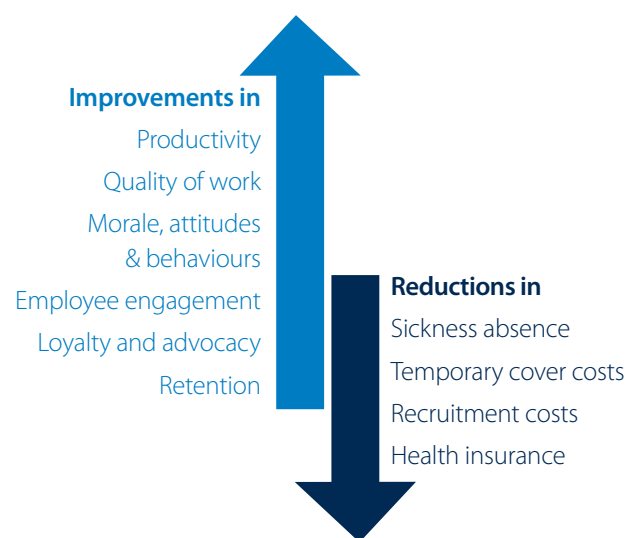 Improvements in
Productivity
Quality of work
Morale, attitudes
& behaviours
Employee engagement
Loyalty and advocacy
Retention
Reductions in
Sickness absence
Temporary cover costs
Recruitment costs
Health insurance